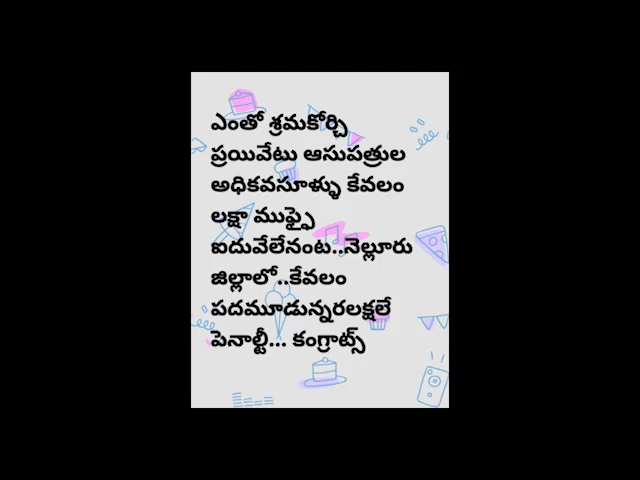 ఎంతో శ్రమకోర్చి
ప్రయివేటు ఆసుపత్రుల
అధికవసూళ్ళు కేవలం
లక్షా ముఫ్ఫై
ఐదువేలేనంట..నెల్లూరు
జిల్లాలో..కేవలం
పదమూడున్నరలక్షలే
పెనాల్టీ... కంగ్రాట్స్